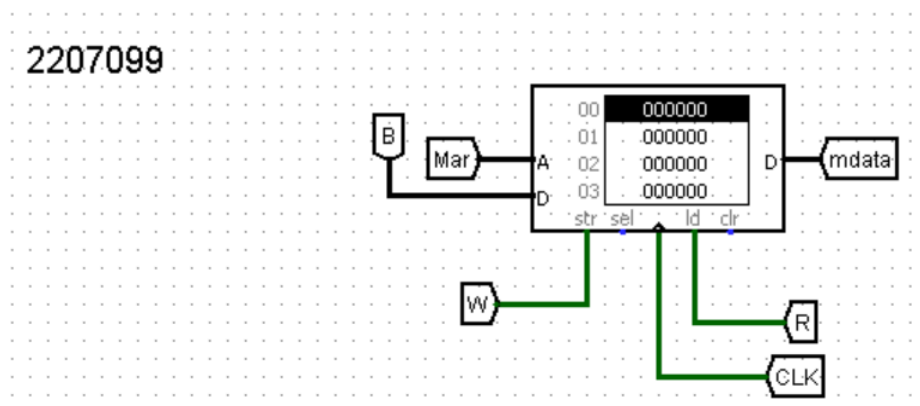 2207099
B
Mar
A
D
00 000000
01 000000
02 000000
03 000000
D
mdata
str sel ld clr
W
R
CLK